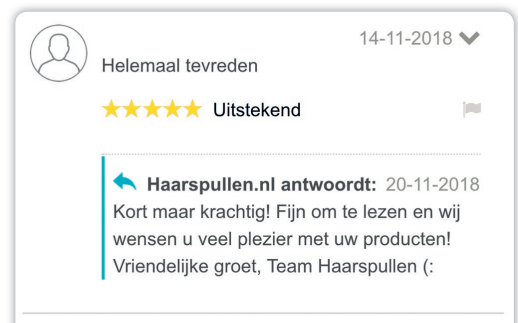 14-11-2018
Helemaal tevreden
Uitstekend
Haarspullen.nl antwoordt: 20-11-2018
Kort maar krachtig! Fijn om te lezen en wij
wensen u veel plezier met uw producten!
Vriendelijke groet, Team Haarspullen (: